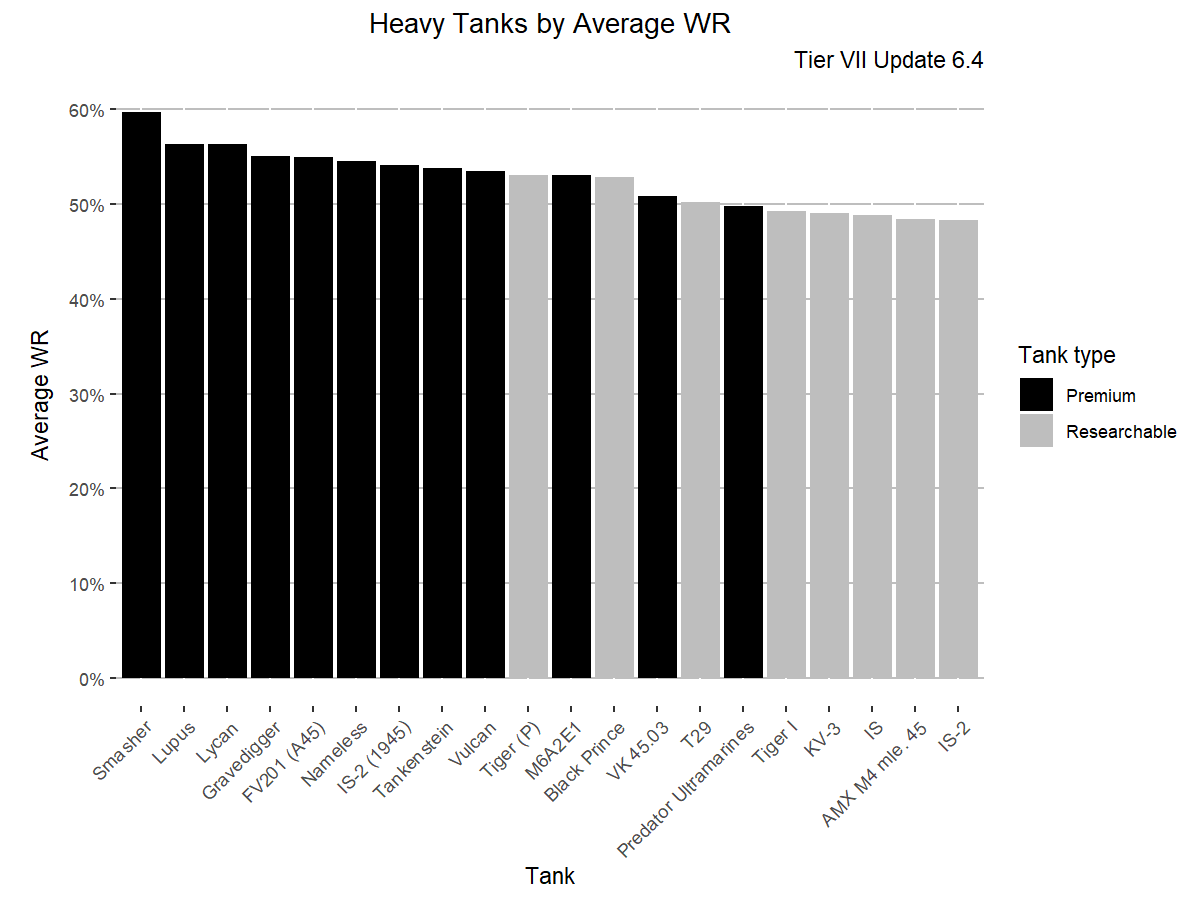 Heavy Tanks by Average WR
Tier VII Update 6.4
60%
50%
40%
30%
20%
10%
0%
Average WR
Smasher
Lupus
Lycan
Gravedigger
FV201 (A45)
Nameless
IS-2 (1945)
Tankenstein
Vulcan
Tiger (P)
M6A2E1
Black Prince
VK 45.03
T29
Predator Ultramarines
Tiger I
KV-3
IS
AMX M4 mle. 45
IS-2
Tank
Tank type
Premium
Researchable